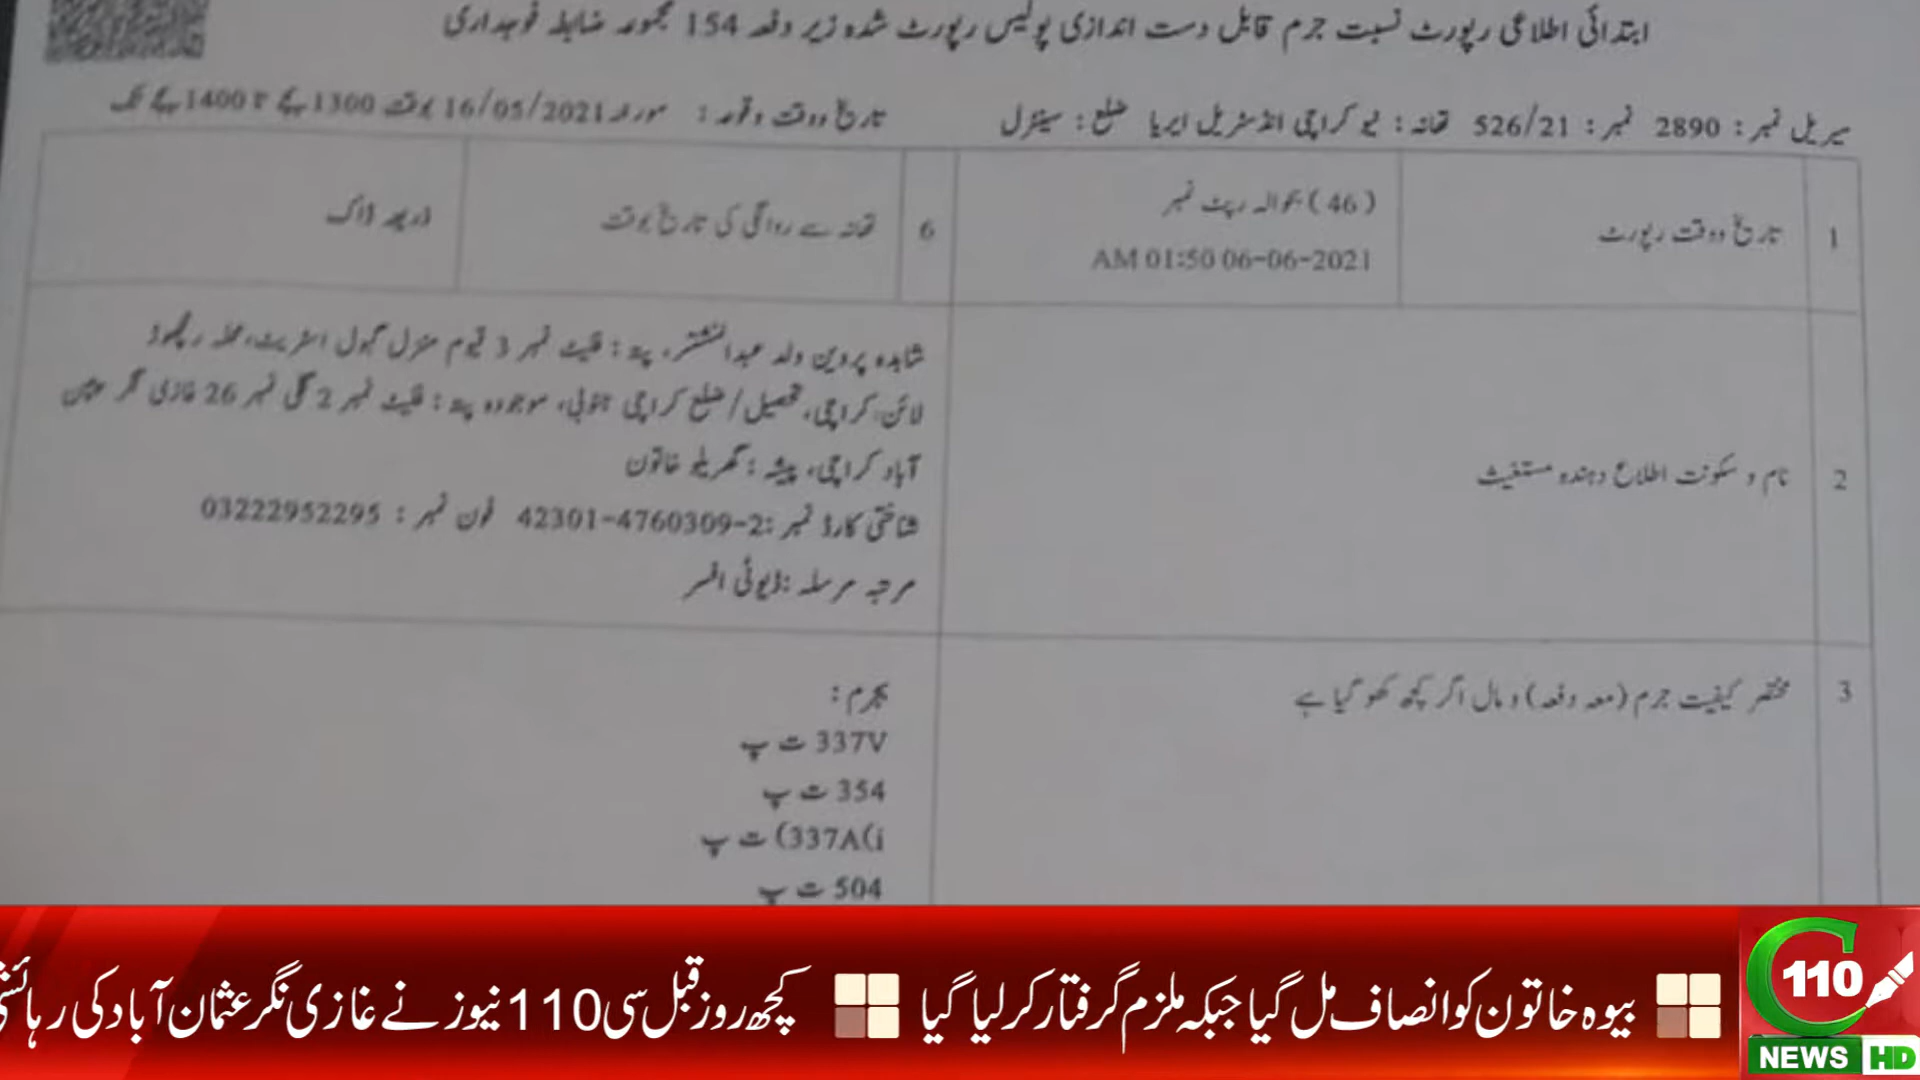 ابتدائی اطلاعی رپورٹ نسبت جرم قابل دست اندازی پولیس رپورٹ شدہ زیر دفعہ 154 مجموعہ ضابطہ فوجداری
سیریل نمبر : 2890 نمبر : 526/21 تھانہ : نیو کراچی انڈسٹریل ایریا ضلع : سینٹرل
تاریخ ووقت وقوعہ : مورخہ 16/05/2021 بوقت 1300 بجے تا 1400 بجے تک
1 تاریخ ووقت رپورٹ
(46) بحوالہ رپٹ نمبر
AM 01:50 06-06-2021
6 تھانہ سے روانگی کی تاریخ بوقت
ذریعہ ڈاک
2 نام و سکونت اطلاع دہندہ مستغیث
شاہدہ پروین ولد پتہ : فلیٹ نمبر 3 قیوم منزل گبول اسٹریٹ، محلہ رنچھوڑ
لائن کراچی، تحصیل/ضلع کراچی جنوبی، موجودہ پتہ : فلیٹ نمبر 2 گلی نمبر 26 غازی نگر
آباد کراچی، پیشہ : گھریلو خاتون
شناختی کارڈ نمبر :2-4760309-42301 فون نمبر : 03222952295
مرتبہ مرسلہ :ڈیوٹی افسر
3 مختصر کیفیت جرم (معہ دفعہ) و مال اگر کچھ کھو گیا ہے
بجرم :
337V ت پ
354 ت پ
337A(i) ت پ
504 ت پ
بیوہ خاتون کو انصاف مل گیا جبکہ ملزم گرفتار کرلیا گیا
کچھ روز قبل سی 110 نیوز نے غازی نگر عثمان آباد کی رہائشی
C 110
NEWS HD